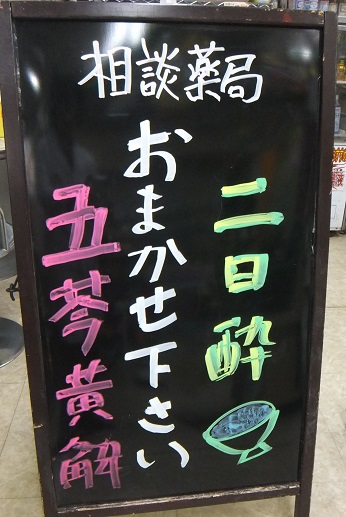 相談薬局
二日酔
おまかせ下さい
五苓黄解